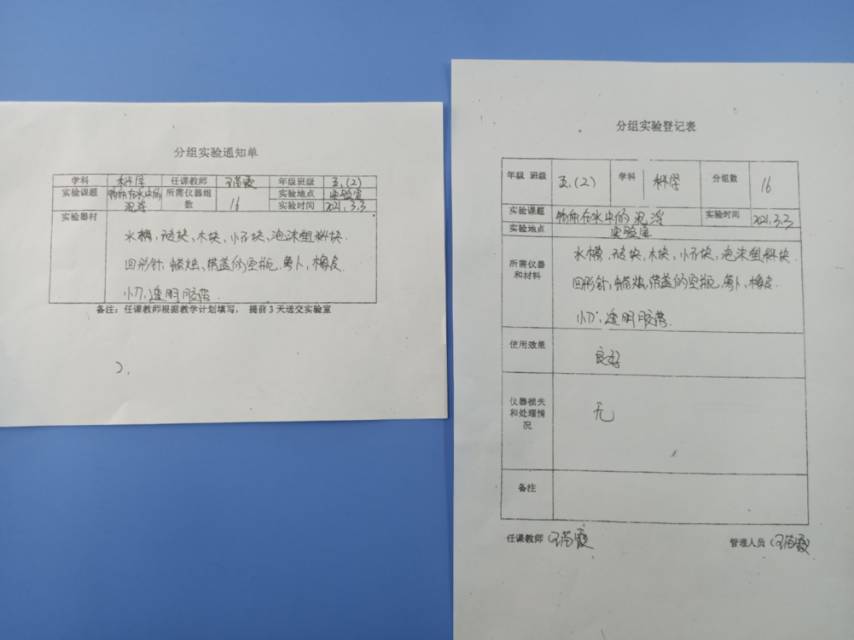 分组实验通知单
学科 科学 任课教师 年级班级 五.(2)
实验课题 物体在水中的沉浮 所需仪器组数 16 实验地点 实验室
实验时间 2021.3.3
实验器材
水槽、砖块、木块、小石块、泡沫塑料块
回形针、蜡烛、带盖的空瓶、萝卜、橡皮
小刀、透明胶带.
备注：任课教师根据教学计划填写， 提前3天送交实验室
2.
分组实验登记表
年级 班级 五.(2) 学科 科学 分组数 16
实验课题 物体在水中的沉浮 实验时间 2021.3.3
实验地点 实验室
所需仪器和材料
水槽、砖块、木块、小石块、泡沫塑料块
回形针、蜡烛、带盖的空瓶、萝卜、橡皮
小刀、透明胶带.
使用效果 良好
仪器损失和处理情况 无
备注
任课教师 管理人员